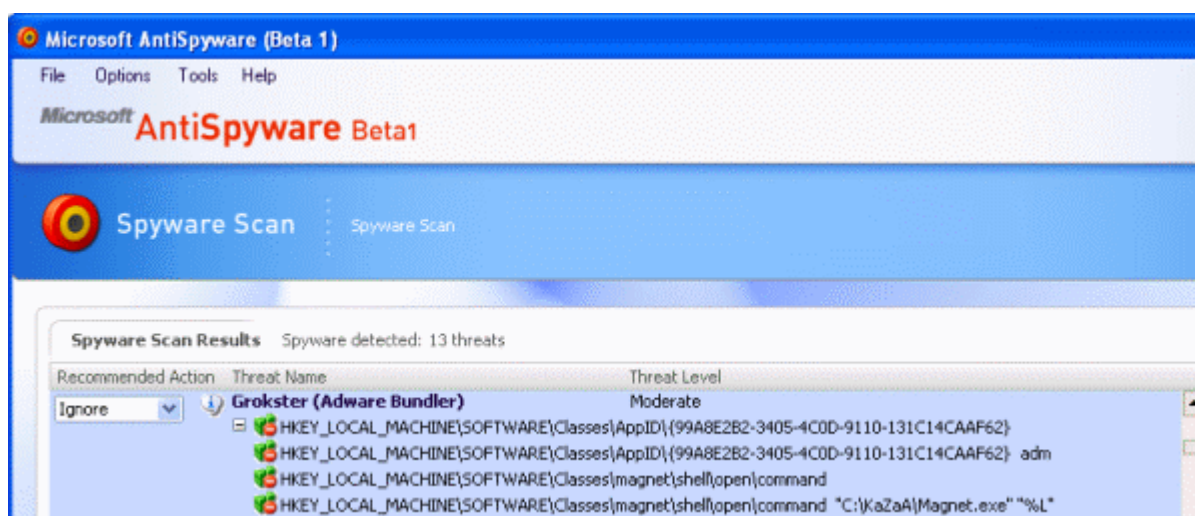 Microsoft AntiSpyware (Beta 1)
File Options Tools Help
Microsoft AntiSpyware Beta1
Spyware Scan Spyware Scan
Spyware Scan Results Spyware detected: 13 threats
Recommended Action Threat Name Threat Level
Ignore Grokster (Adware Bundler) Moderate
HKEY_LOCAL_MACHINE\SOFTWARE\Classes\AppID\{99A8E2B2-3405-4C0D-9110-131C14CAAF62}
HKEY_LOCAL_MACHINE\SOFTWARE\Classes\AppID\{99A8E2B2-3405-4C0D-9110-131C14CAAF62} adm
HKEY_LOCAL_MACHINE\SOFTWARE\Classes\magnet\shell\open\command
HKEY_LOCAL_MACHINE\SOFTWARE\Classes\magnet\shell\open\command "C:\KaZaA\Magnet.exe" "%L"